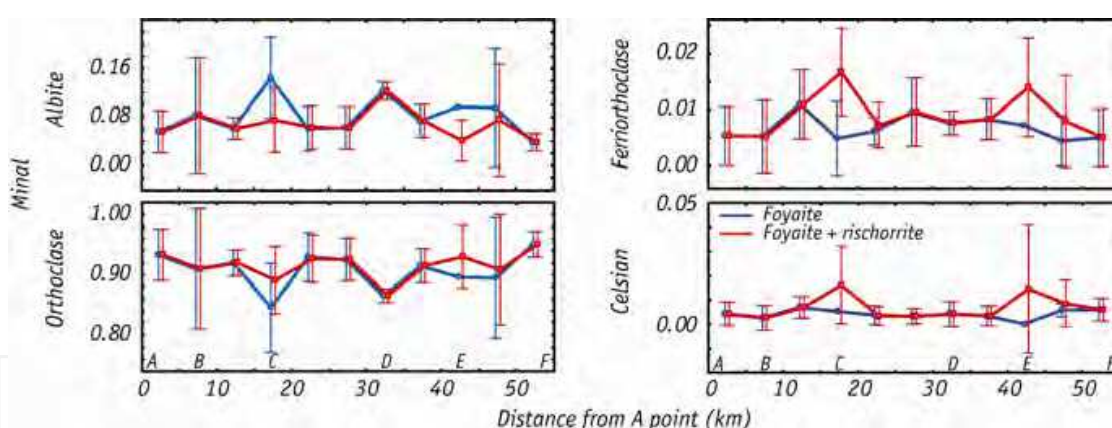 Minal
Albite
0.16
0.08
0.00
Orthoclase
1.00
0.90
0.80
A B C D E F
0 10 20 30 40 50
Ferriorthoclase
0.02
0.01
0.00
Celsian
0.05
0.00
Foyaite
Foyaite + rischorrite
A B C D E F
0 10 20 30 40 50
Distance from A point (km)